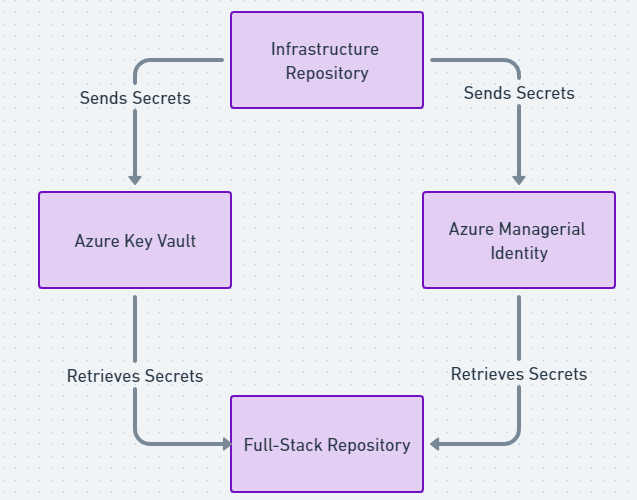 Infrastructure
Repository
Sends Secrets
Sends Secrets
Azure Key Vault
Azure Managerial
Identity
Retrieves Secrets
Retrieves Secrets
Full-Stack Repository